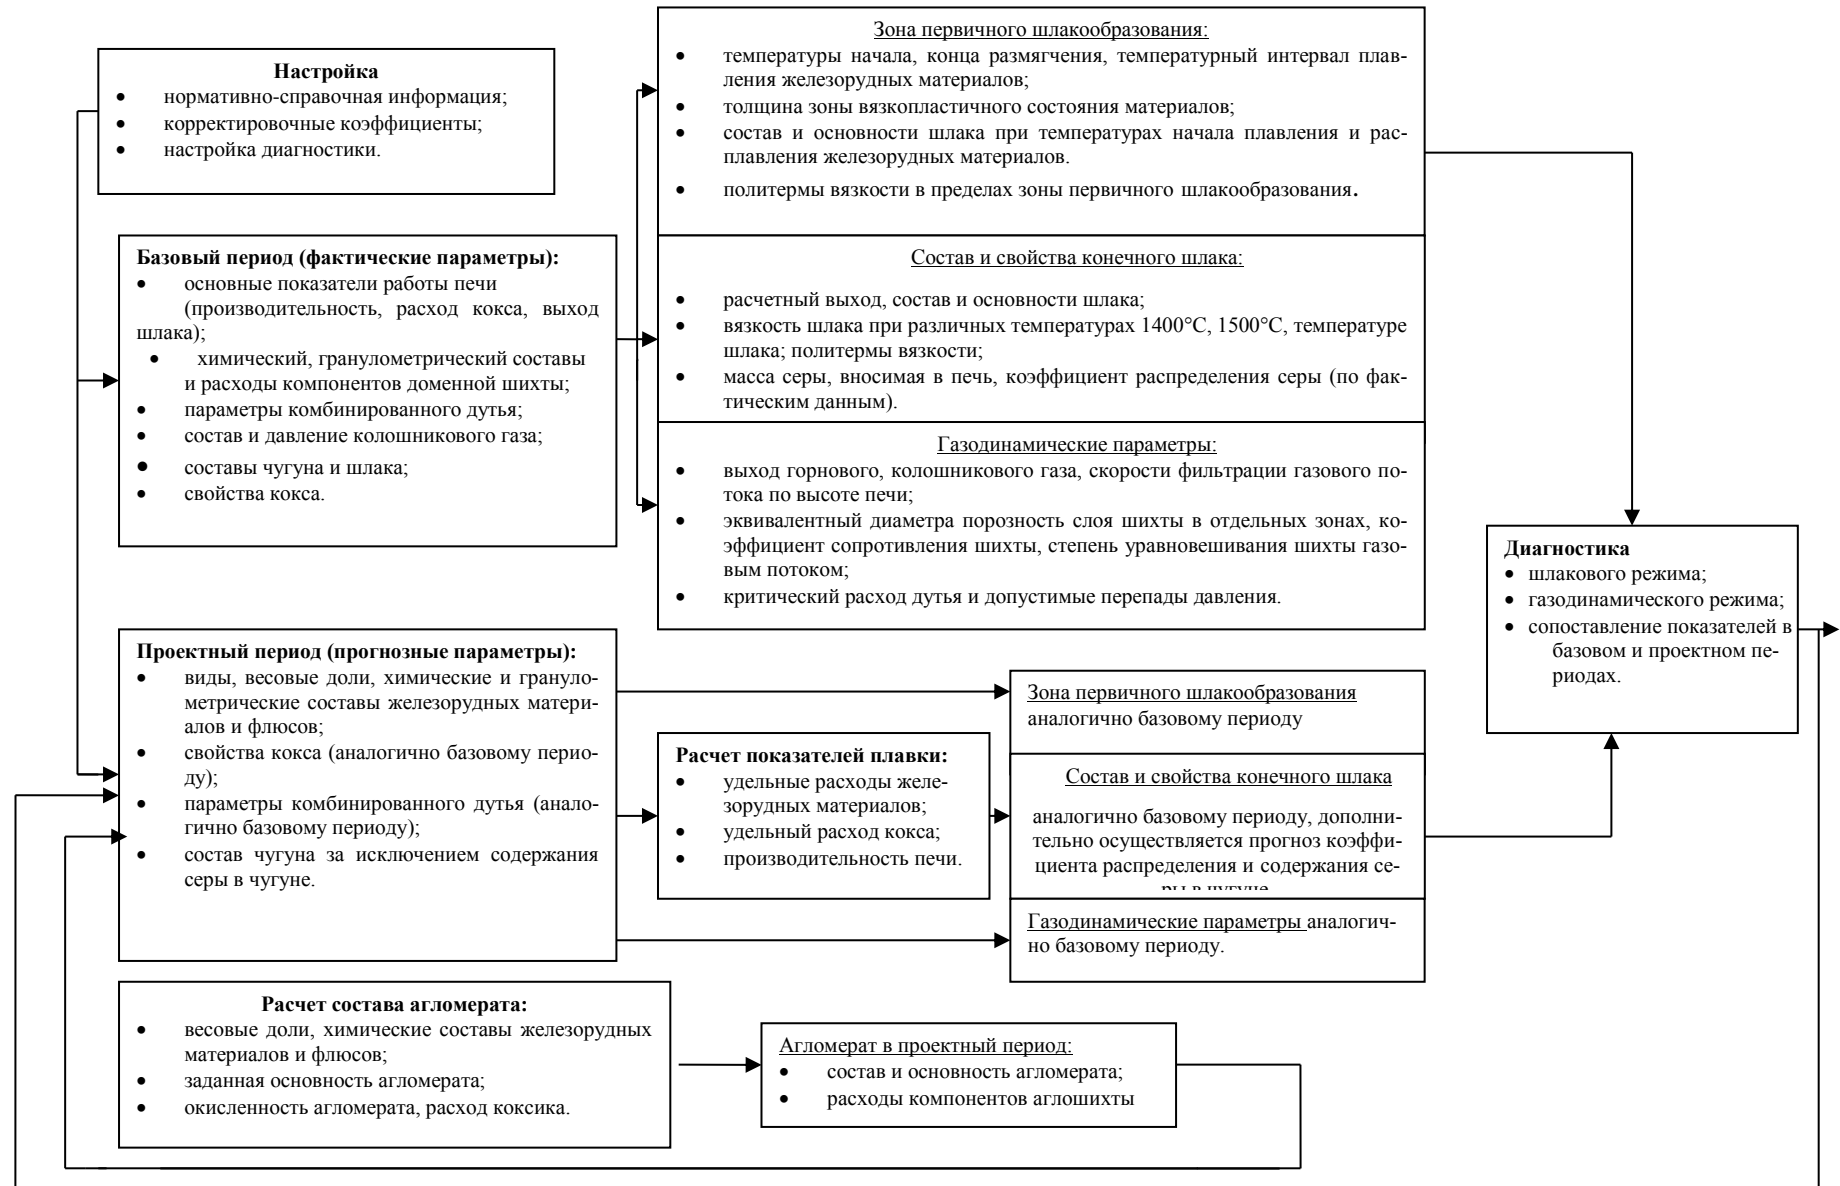 Настройка
• нормативно-справочная информация;
• корректировочные коэффициенты;
• настройка диагностики.
Базовый период (фактические параметры):
• основные показатели работы печи
(производительность, расход кокса, выход
шлака);
• химический, гранулометрический составы
и расходы компонентов доменной шихты;
• параметры комбинированного дутья;
• состав и давление колошникового газа;
• составы чугуна и шлака;
• свойства кокса.
Зона первичного шлакообразования:
• температуры начала, конца размягчения, температурный интервал плав-
ления железорудных материалов;
• толщина зоны вязкопластичного состояния материалов;
• состав и основности шлака при температурах начала плавления и рас-
плавления железорудных материалов.
• политермы вязкости в пределах зоны первичного шлакообразования.
Состав и свойства конечного шлака:
• расчетный выход, состав и основности шлака;
• вязкость шлака при различных температурах 1400°С, 1500°С, температуре
шлака; политермы вязкости;
• масса серы, вносимая в печь, коэффициент распределения серы (по фак-
тическим данным).
Газодинамические параметры:
• выход горнового, колошникового газа, скорости фильтрации газового по-
тока по высоте печи;
• эквивалентный диаметра порозность слоя шихты в отдельных зонах, ко-
эффициент сопротивления шихты, степень уравновешивания шихты газо-
вым потоком;
• критический расход дутья и допустимые перепады давления.
Диагностика
• шлакового режима;
• газодинамического режима;
• сопоставление показателей в
базовом и проектном пе-
риодах.
Проектный период (прогнозные параметры):
• виды, весовые доли, химические и грануло-
метрические составы железорудных матери-
алов и флюсов;
• свойства кокса (аналогично базовому перио-
ду);
• параметры комбинированного дутья (анало-
гично базовому периоду);
• состав чугуна за исключением содержания
серы в чугуне.
Расчет показателей плавки:
• удельные расходы желе-
зорудных материалов;
• удельный расход кокса;
• производительность печи.
Зона первичного шлакообразования
аналогично базовому периоду
Состав и свойства конечного шлака
аналогично базовому периоду, дополни-
тельно осуществляется прогноз коэффи-
циента распределения и содержания се-
ры в чугуне
Газодинамические параметры аналогич-
но базовому периоду.
Расчет состава агломерата:
• весовые доли, химические составы железорудных
материалов и флюсов;
• заданная основность агломерата;
• окисленность агломерата, расход коксика.
Агломерат в проектный период:
• состав и основность агломерата;
• расходы компонентов аглошихты